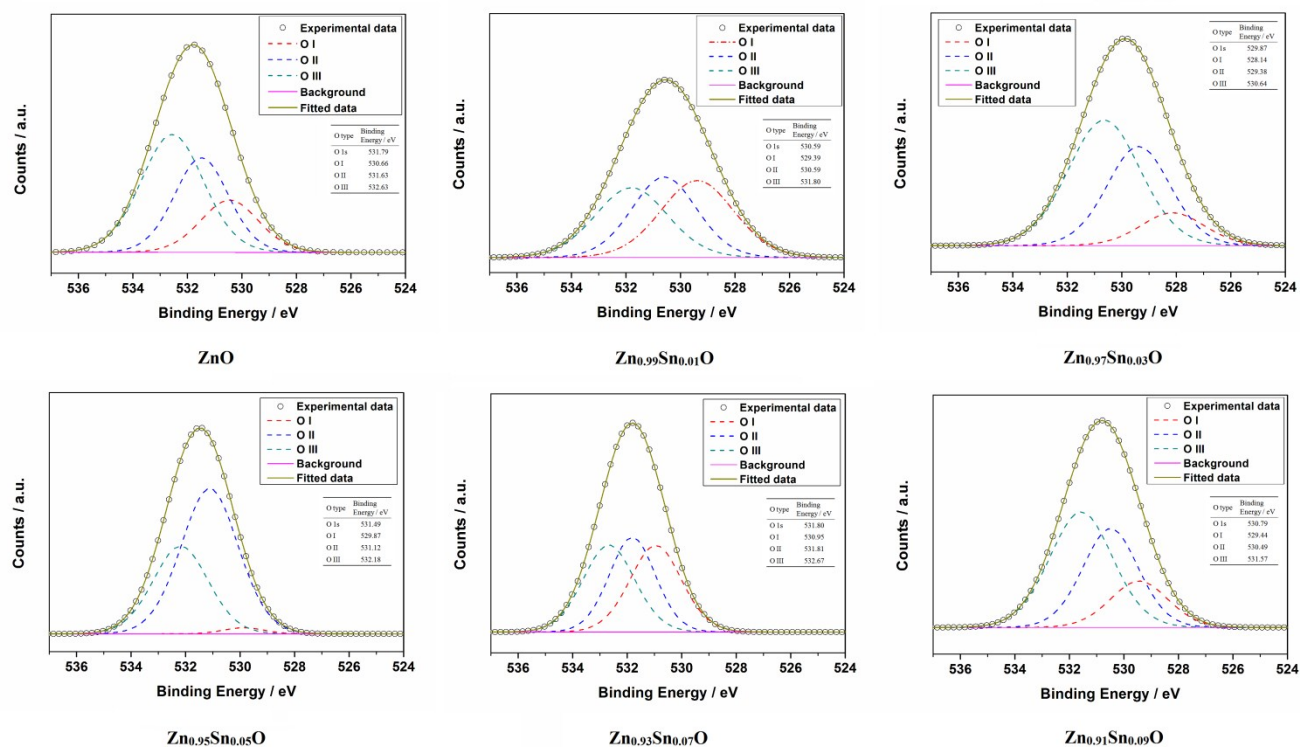 Counts / a.u.
Experimental data
O I
O II
O III
Background
Fitted data
O type Binding Energy / eV
O 1s 531.79
O I 530.66
O II 531.63
O III 532.63
536 534 532 530 528 526 524
Binding Energy / eV
ZnO
Counts / a.u.
Experimental data
O I
O II
O III
Background
Fitted data
O type Binding Energy / eV
O 1s 530.59
O I 529.39
O II 530.59
O III 531.80
536 534 532 530 528 526 524
Binding Energy / eV
Zn0.99Sn0.01O
Counts / a.u.
Experimental data
O I
O II
O III
Background
Fitted data
O type Binding Energy / eV
O 1s 529.87
O I 528.14
O II 529.38
O III 530.64
536 534 532 530 528 526 524
Binding Energy / eV
Zn0.97Sn0.03O
Counts / a.u.
Experimental data
O I
O II
O III
Background
Fitted data
O type Binding Energy / eV
O 1s 531.49
O I 529.87
O II 531.12
O III 532.18
536 534 532 530 528 526 524
Binding Energy / eV
Zn0.95Sn0.05O
Counts / a.u.
Experimental data
O I
O II
O III
Background
Fitted data
O type Binding Energy / eV
O 1s 531.80
O I 530.95
O II 531.81
O III 532.67
536 534 532 530 528 526 524
Binding Energy / eV
Zn0.93Sn0.07O
Counts / a.u.
Experimental data
O I
O II
O III
Background
Fitted data
O type Binding Energy / eV
O 1s 530.79
O I 529.44
O II 530.49
O III 531.57
536 534 532 530 528 526 524
Binding Energy / eV
Zn0.91Sn0.09O